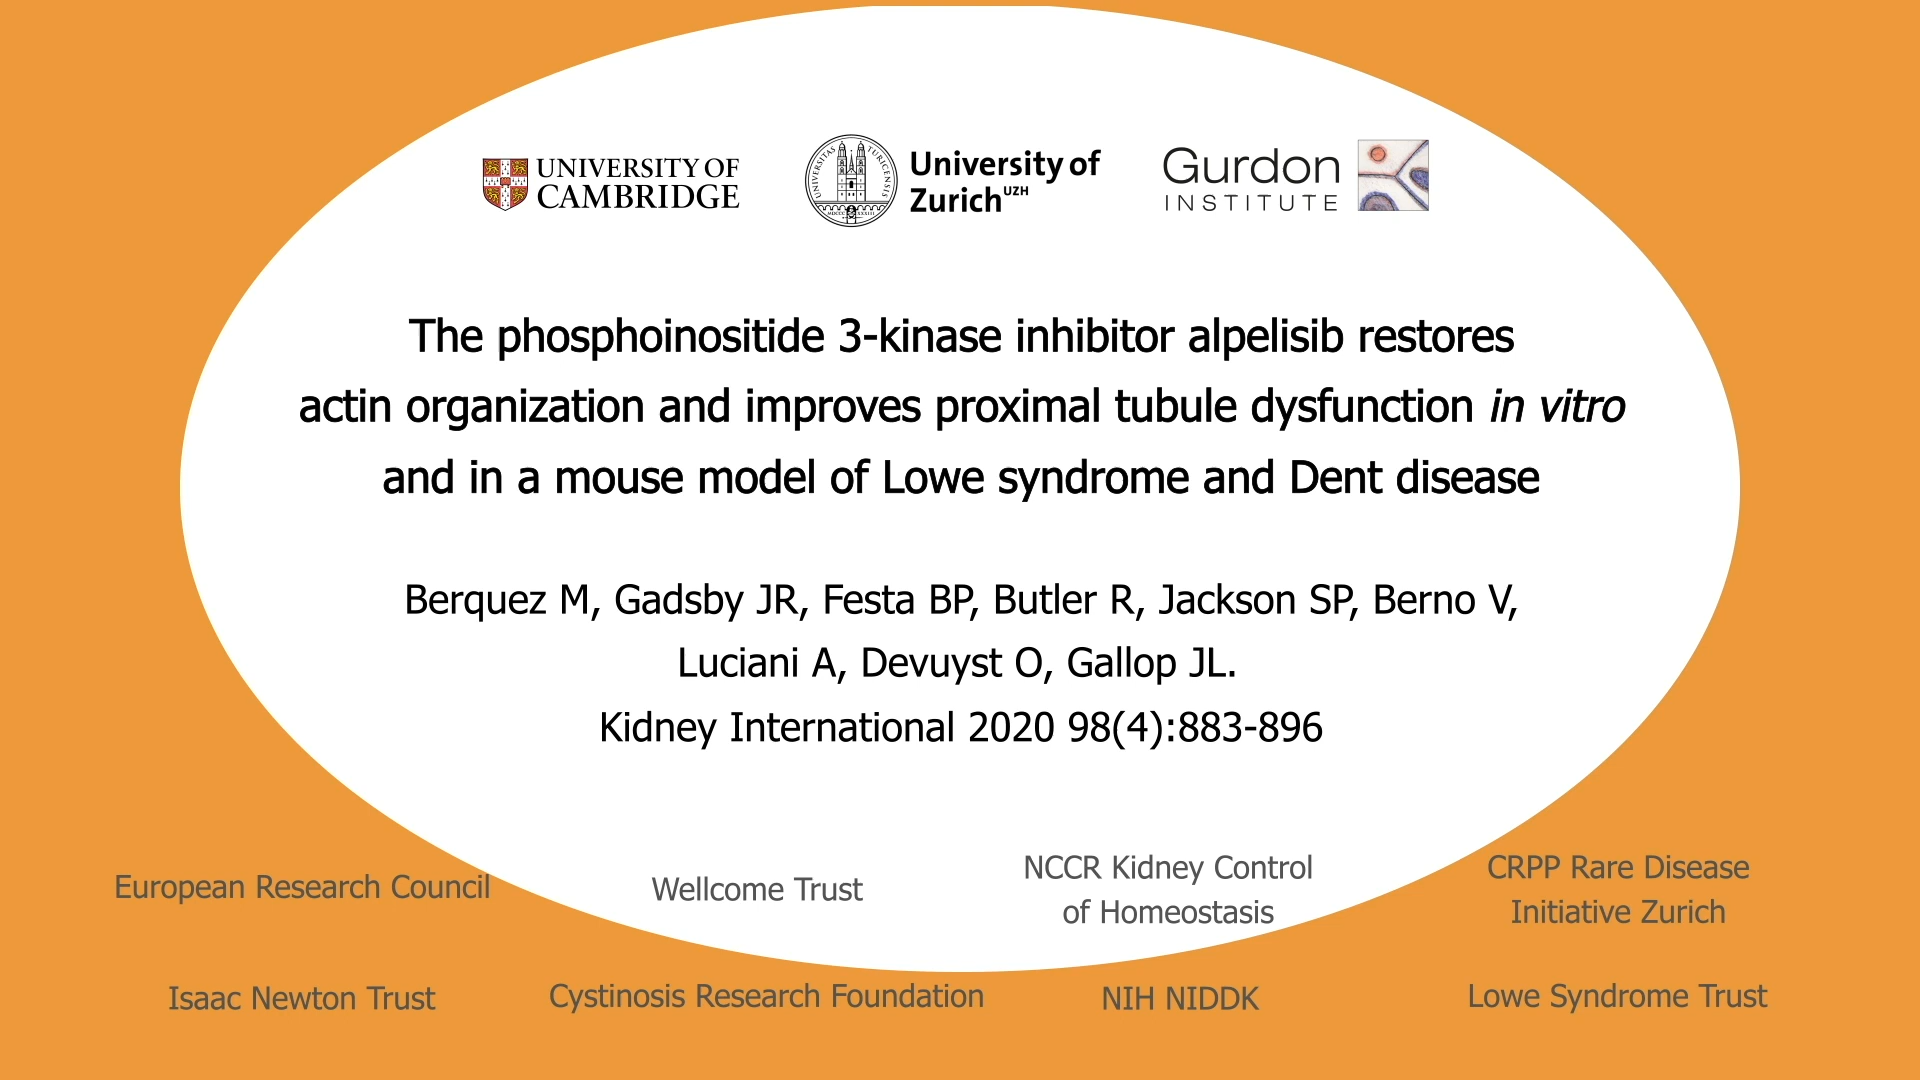 UNIVERSITY OF
CAMBRIDGE
UNIVERSITAS TURICENSIS
University of
Zurich UZH
Gurdon
INSTITUTE
The phosphoinositide 3-kinase inhibitor alpelisib restores
actin organization and improves proximal tubule dysfunction in vitro
and in a mouse model of Lowe syndrome and Dent disease
Berquez M, Gadsby JR, Festa BP, Butler R, Jackson SP, Berno V,
Luciani A, Devuyst O, Gallop JL.
Kidney International 2020 98(4):883-896
European Research Council
Wellcome Trust
NCCR Kidney Control
of Homeostasis
CRPP Rare Disease
Initiative Zurich
Isaac Newton Trust
Cystinosis Research Foundation
NIH NIDDK
Lowe Syndrome Trust